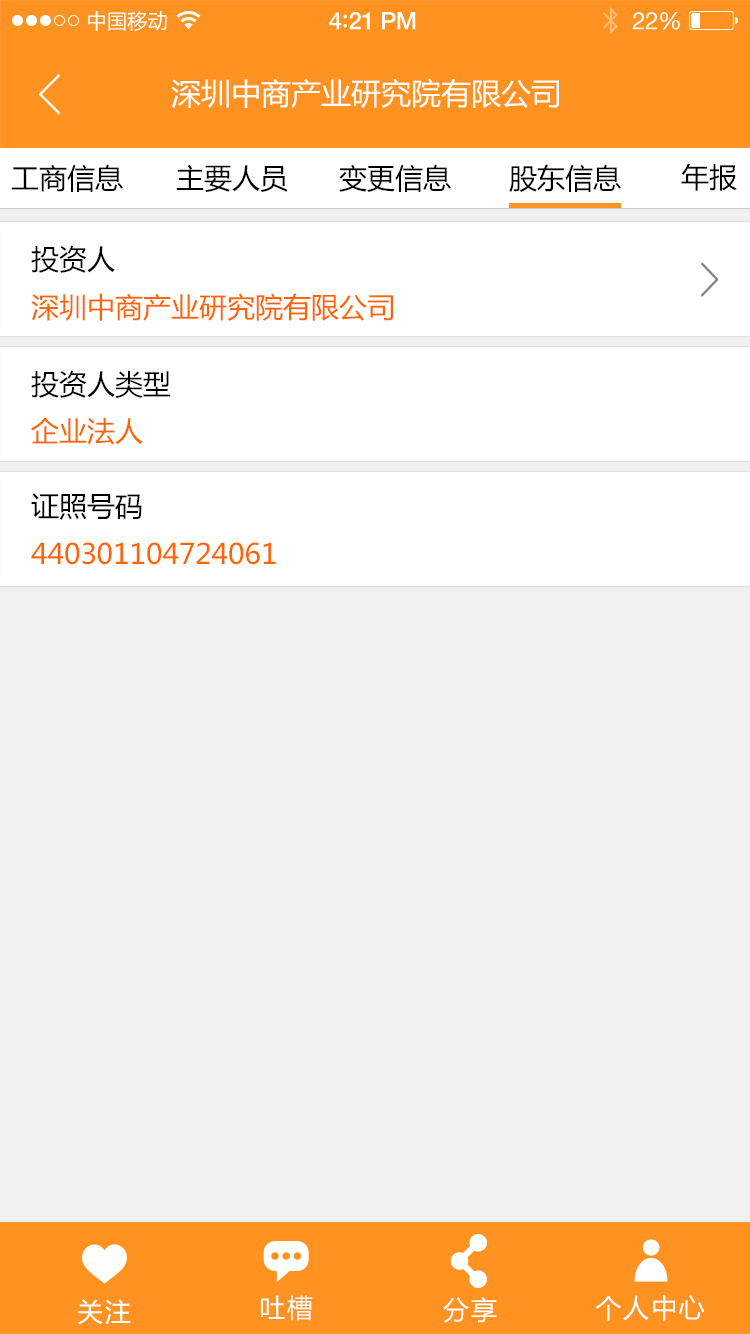 中国移动 4:21 PM 22%
深圳中商产业研究院有限公司
工商信息 主要人员 变更信息 股东信息 年报
投资人
深圳中商产业研究院有限公司
投资人类型
企业法人
证照号码
440301104724061
关注 吐槽 分享 个人中心